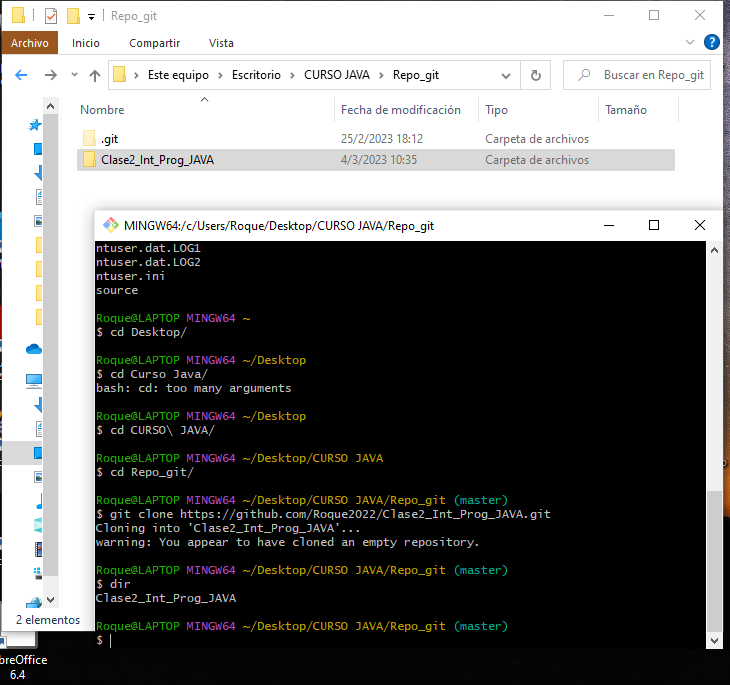 Repo_git
Archivo Inicio Compartir Vista
Este equipo Escritorio CURSO JAVA Repo_git Buscar en Repo_git
Nombre Fecha de modificación Tipo Tamaño
.git 25/2/2023 18:12 Carpeta de archivos
Clase2_Int_Prog_JAVA 4/3/2023 10:35 Carpeta de archivos
MINGW64:/c/Users/Roque/Desktop/CURSO JAVA/Repo_git
ntuser.dat.LOG1
ntuser.dat.LOG2
ntuser.ini
source
Roque@LAPTOP MINGW64 ~
$ cd Desktop/
Roque@LAPTOP MINGW64 ~/Desktop
$ cd Curso Java/
bash: cd: too many arguments
Roque@LAPTOP MINGW64 ~/Desktop
$ cd CURSO\ JAVA/
Roque@LAPTOP MINGW64 ~/Desktop/CURSO JAVA
$ cd Repo_git/
Roque@LAPTOP MINGW64 ~/Desktop/CURSO JAVA/Repo_git (master)
$ git clone https://github.com/Roque2022/Clase2_Int_Prog_JAVA.git
Cloning into 'Clase2_Int_Prog_JAVA'...
warning: You appear to have cloned an empty repository.
Roque@LAPTOP MINGW64 ~/Desktop/CURSO JAVA/Repo_git (master)
$ dir
Clase2_Int_Prog_JAVA
Roque@LAPTOP MINGW64 ~/Desktop/CURSO JAVA/Repo_git (master)
$
2 elementos
breOffice
6.4